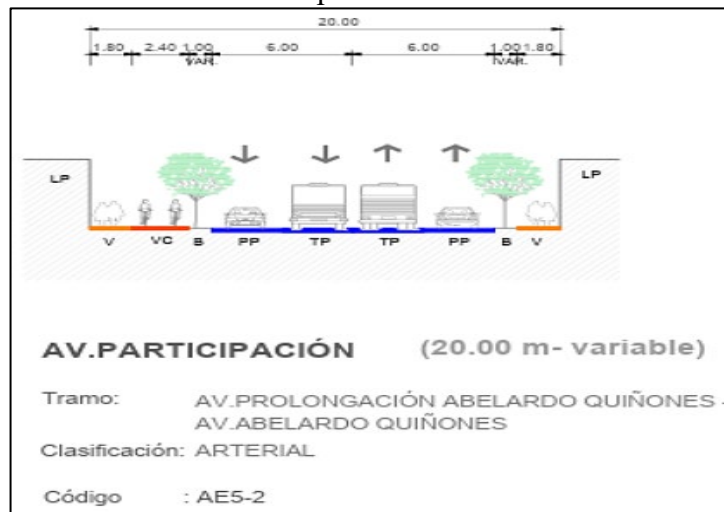 20.00
1.80 2.40 1.00 6.00 6.00 1.00 1.80
VAR. VAR.
LP LP
V VC B PP TP TP PP B V
AV.PARTICIPACIÓN (20.00 m- variable)
Tramo: AV.PROLONGACIÓN ABELARDO QUIÑONES -
AV.ABELARDO QUIÑONES
Clasificación: ARTERIAL
Código : AE5-2